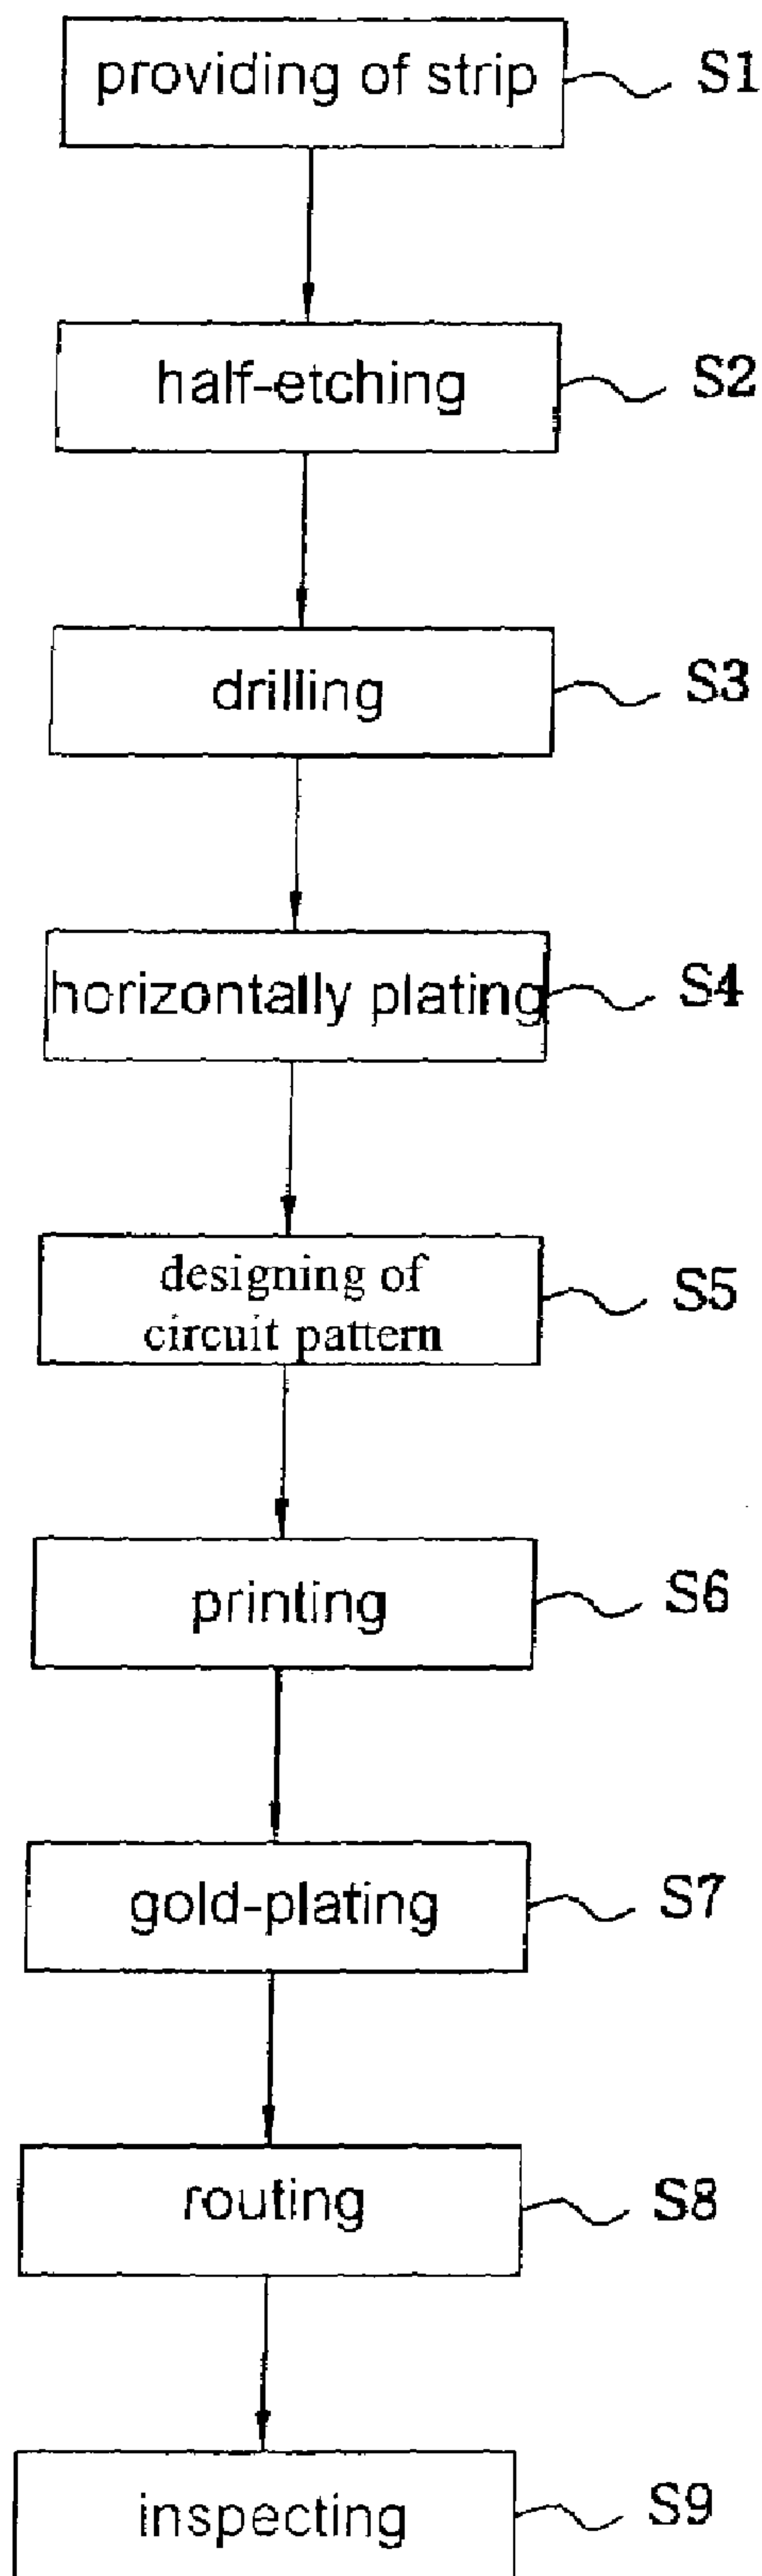 providing of strip S1
half-etching S2
drilling S3
horizontally plating S4
designing of
circuit pattern S5
printing S6
gold-plating S7
routing S8
inspecting S9